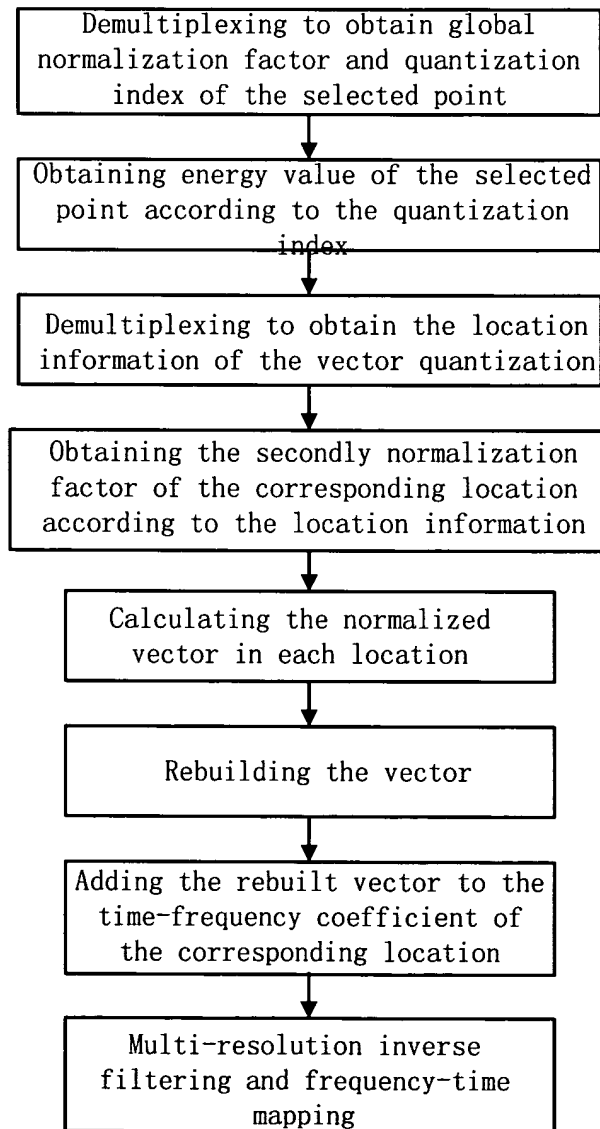 Demultiplexing to obtain global
normalization factor and quantization
index of the selected point
Obtaining energy value of the selected
point according to the quantization
index
Demultiplexing to obtain the location
information of the vector quantization
Obtaining the secondly normalization
factor of the corresponding location
according to the location information
Calculating the normalized
vector in each location
Rebuilding the vector
Adding the rebuilt vector to the
time-frequency coefficient of
the corresponding location
Multi-resolution inverse
filtering and frequency-time
mapping